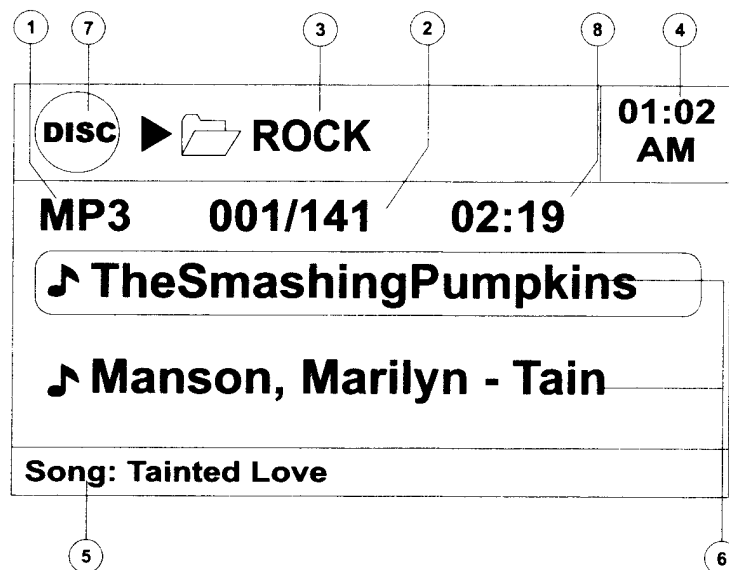 1 7 3 2 8 4
DISC ROCK 01:02
AM
MP3 001/141 02:19
TheSmashingPumpkins
Manson, Marilyn - Tain
Song: Tainted Love
5 6